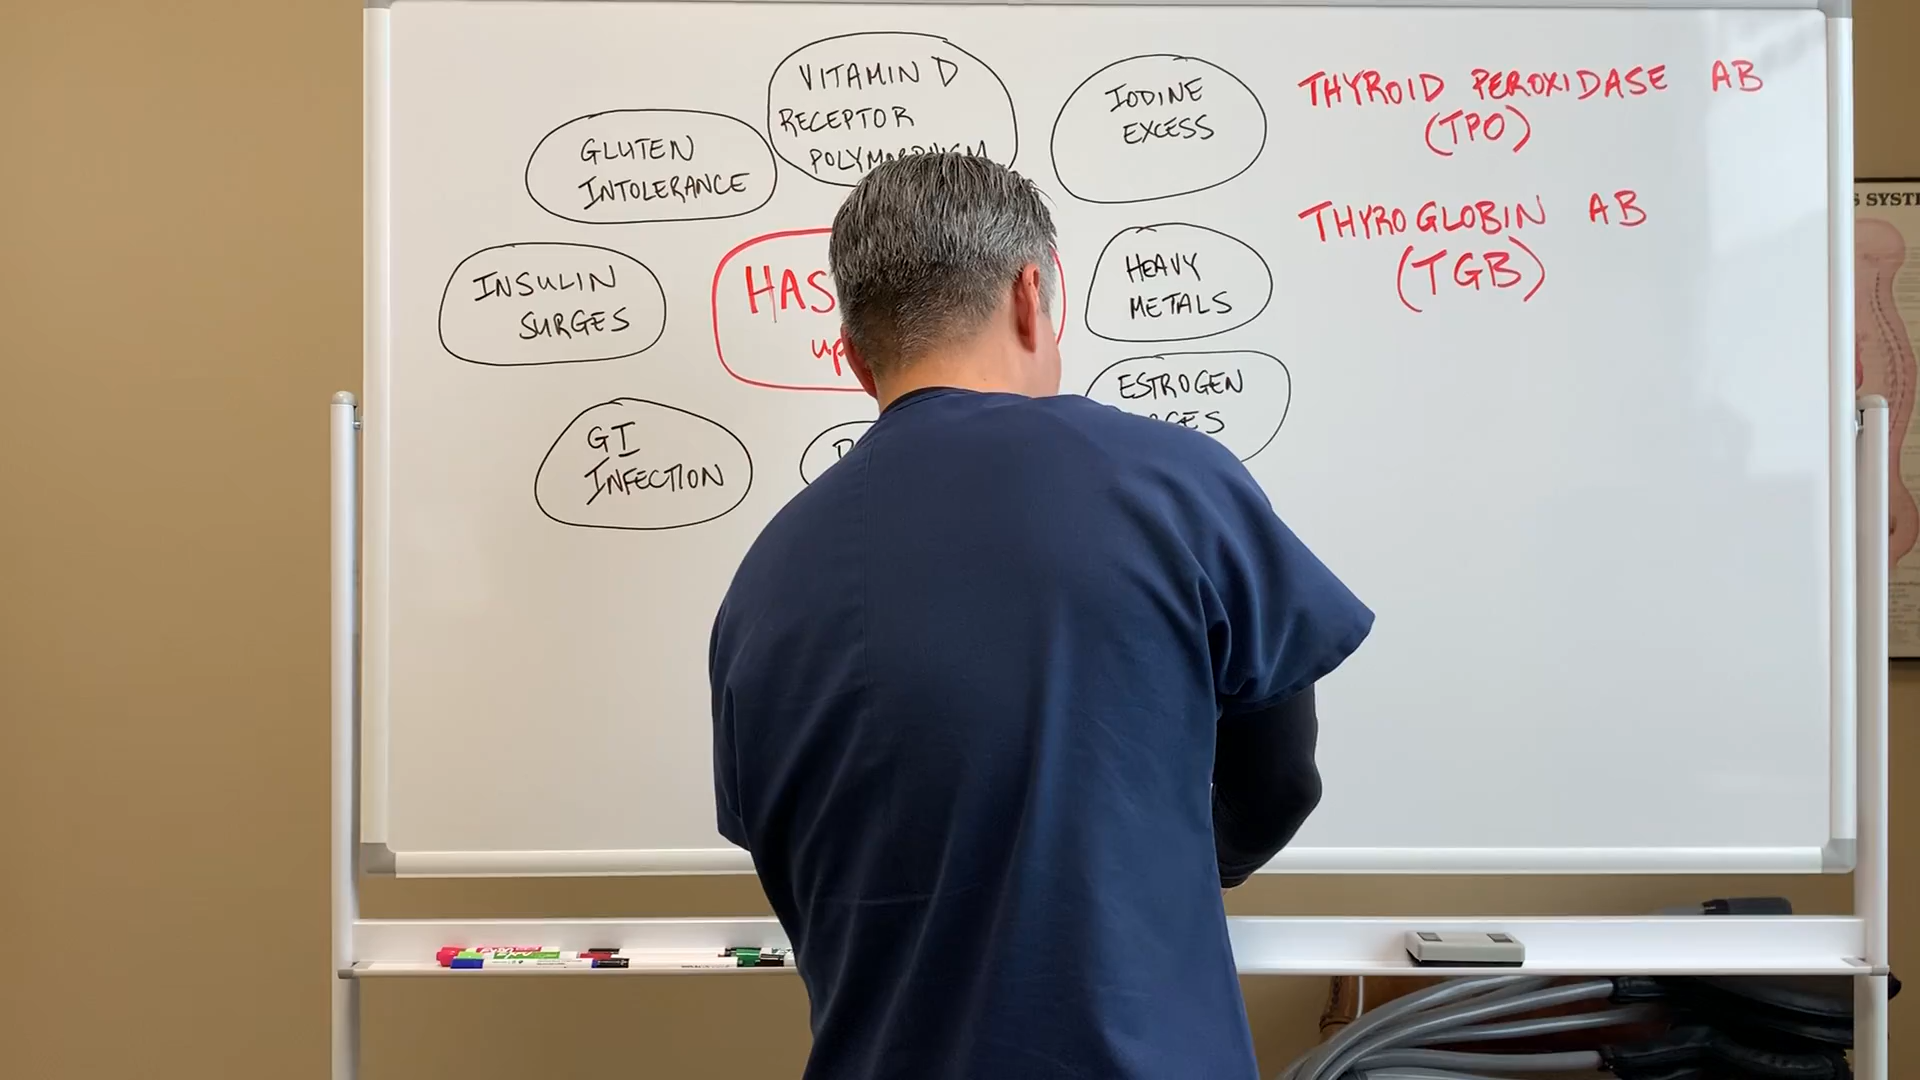 VITAMIN D
RECEPTOR
POLYMORPHISM
GLUTEN
INTOLERANCE
IODINE
EXCESS
THYROID PEROXIDASE AB
(TPO)
THYROGLOBIN AB
(TGB)
INSULIN
SURGES
HAS
up
HEAVY
METALS
ESTROGEN
GI
INFECTION